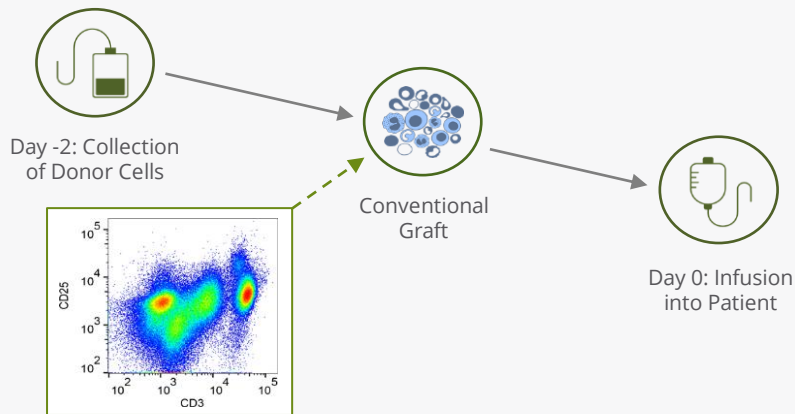 Day -2: Collection
of Donor Cells
Conventional
Graft
Day 0: Infusion
into Patient
10^5
10^4
10^3
10^2
CD25
10^2 10^3 10^4 10^5
CD3